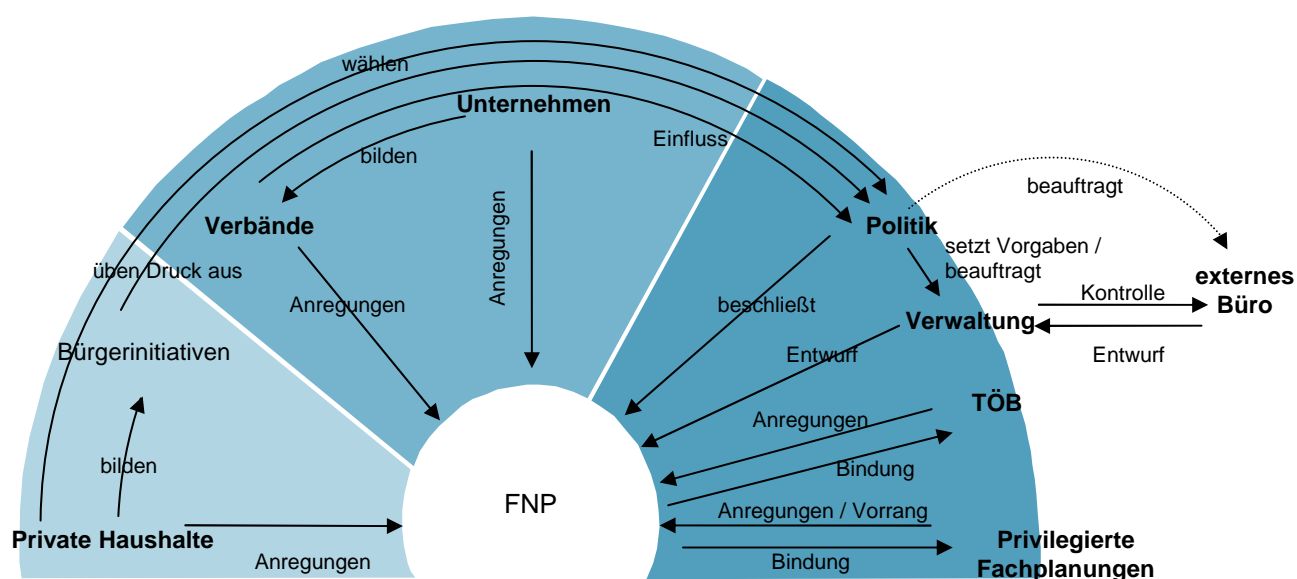 wählen
Unternehmen
Einfluss
bilden
beauftragt
Verbände
Anregungen
Politik
setzt Vorgaben /
beauftragt
üben Druck aus
externes
Büro
Kontrolle
Anregungen
beschließt
Verwaltung
Bürgerinitiativen
Entwurf
Entwurf
TÖB
Anregungen
bilden
Bindung
FNP
Anregungen / Vorrang
Private Haushalte
Privilegierte
Fachplanungen
Anregungen
Bindung